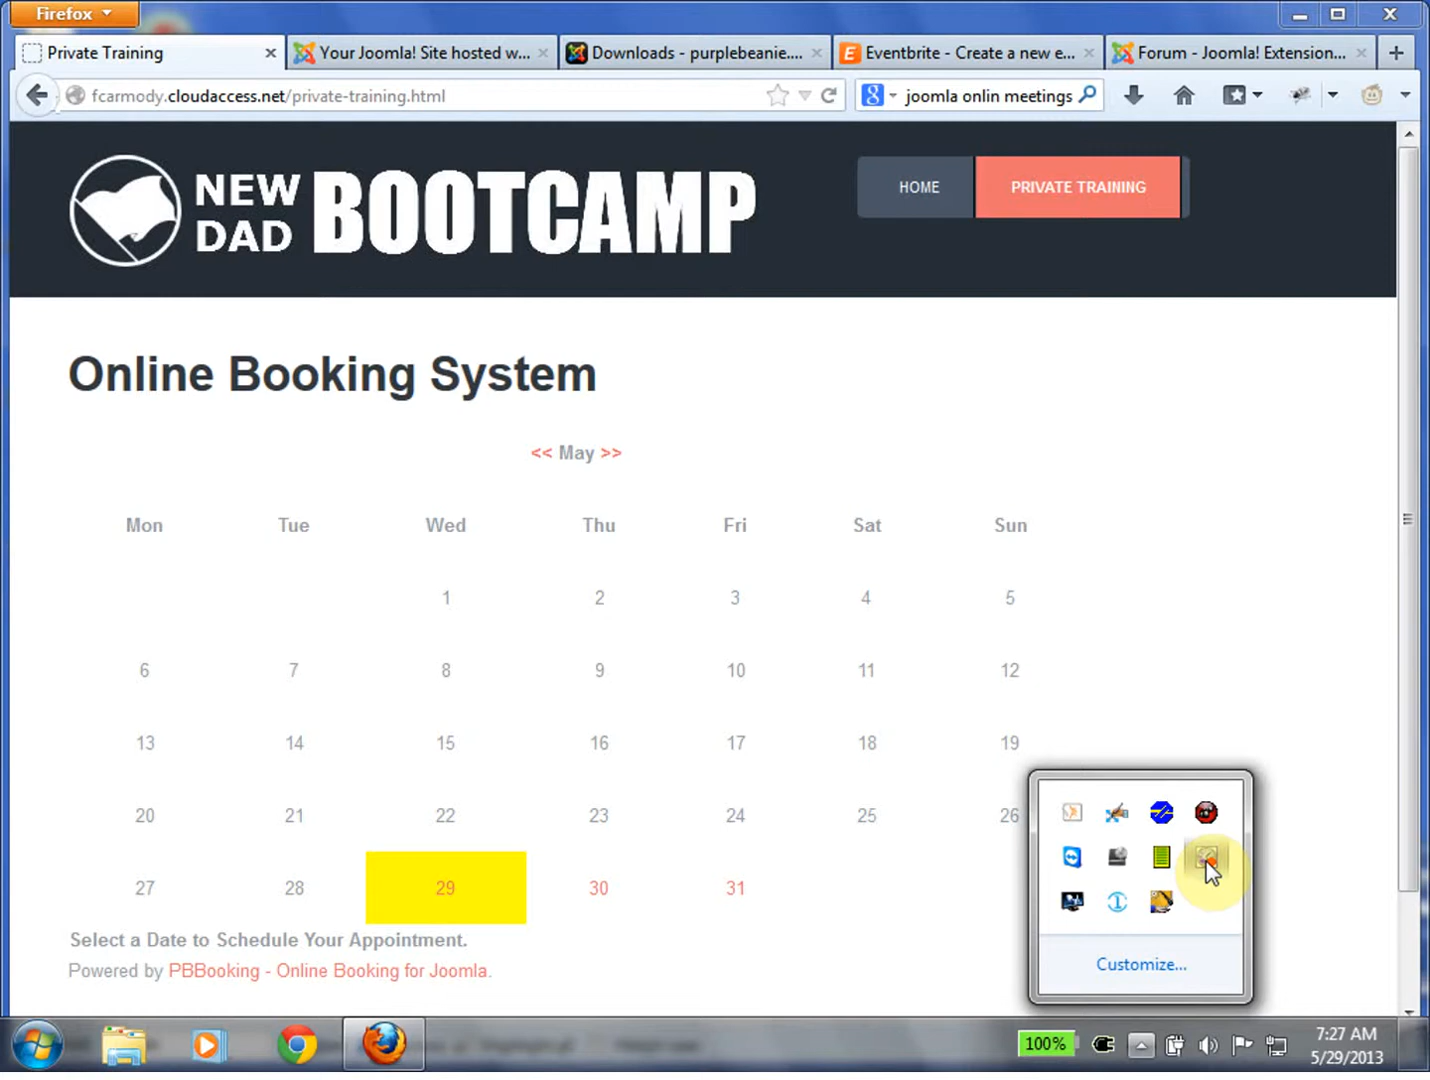 Firefox
Private Training
Your Joomla! Site hosted w...
Downloads - purplebeanie....
Eventbrite - Create a new e...
Forum - Joomla! Extension...
fcarmody.cloudaccess.net/private-training.html
joomla onlin meetings
NEW DAD BOOTCAMP
HOME
PRIVATE TRAINING
Online Booking System
<< May >>
Mon Tue Wed Thu Fri Sat Sun
1 2 3 4 5
6 7 8 9 10 11 12
13 14 15 16 17 18 19
20 21 22 23 24 25 26
27 28 29 30 31
Select a Date to Schedule Your Appointment.
Powered by PBBooking - Online Booking for Joomla.
Customize...
100%
7:27 AM
5/29/2013